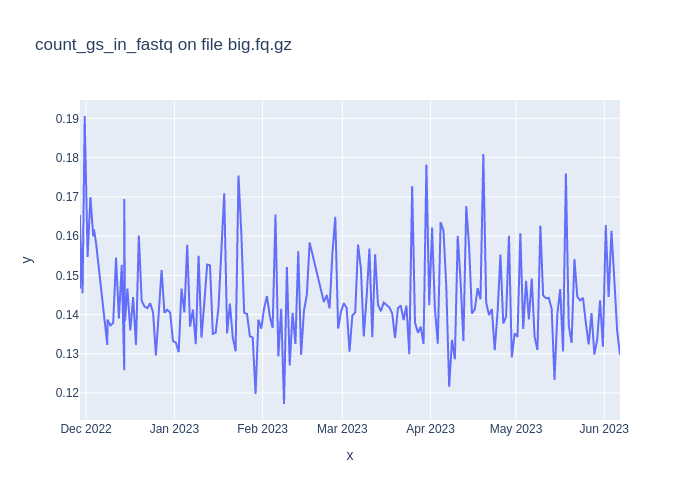 count_gs_in_fastq on file big.fq.gz
0.19
0.18
0.17
0.16
0.15
0.14
0.13
0.12
y
Dec 2022 Jan 2023 Feb 2023 Mar 2023 Apr 2023 May 2023 Jun 2023
x